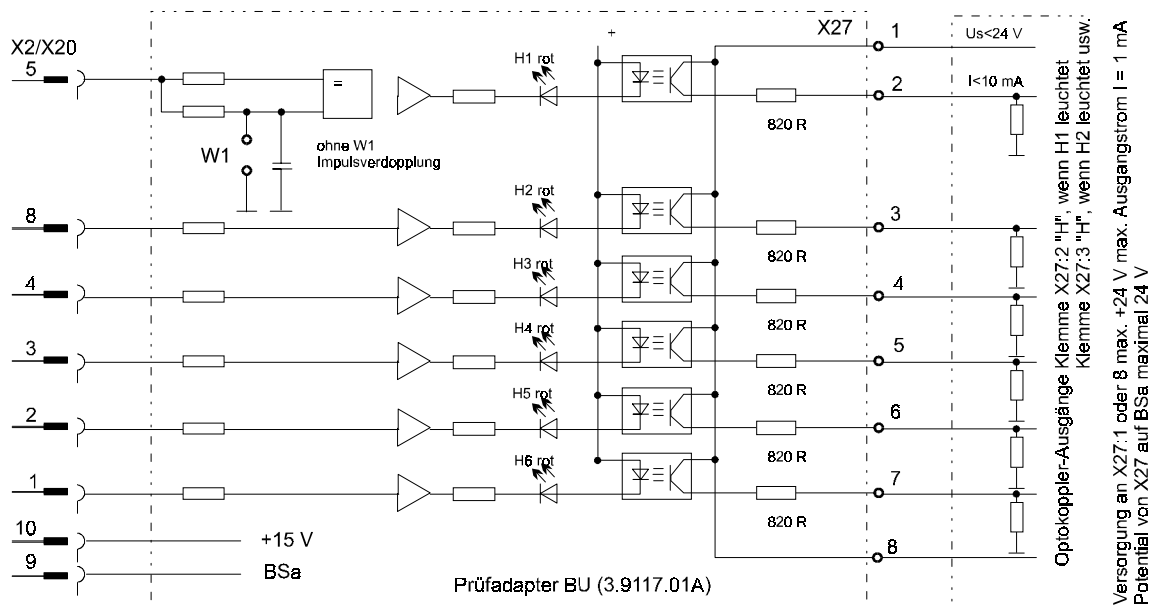 X2/X20
5
=
W1
ohne W1
Impulsverdopplung
H1 rot
+
X27
1
Us<24 V
2
I<10 mA
820 R
8
H2 rot
3
820 R
4
H3 rot
4
820 R
3
H4 rot
5
820 R
2
H5 rot
6
820 R
1
H6 rot
7
820 R
10
+15 V
9
BSa
8
Prüfadapter BU (3.9117.01A)
Optokoppler-Ausgänge Klemme X27:2 "H", wenn H1 leuchtet
Klemme X27:3 "H", wenn H2 leuchtet usw.
Versorgung an X27:1 oder 8 max. +24 V max. Ausgangstrom I = 1 mA
Potential von X27 auf BSa maximal 24 V